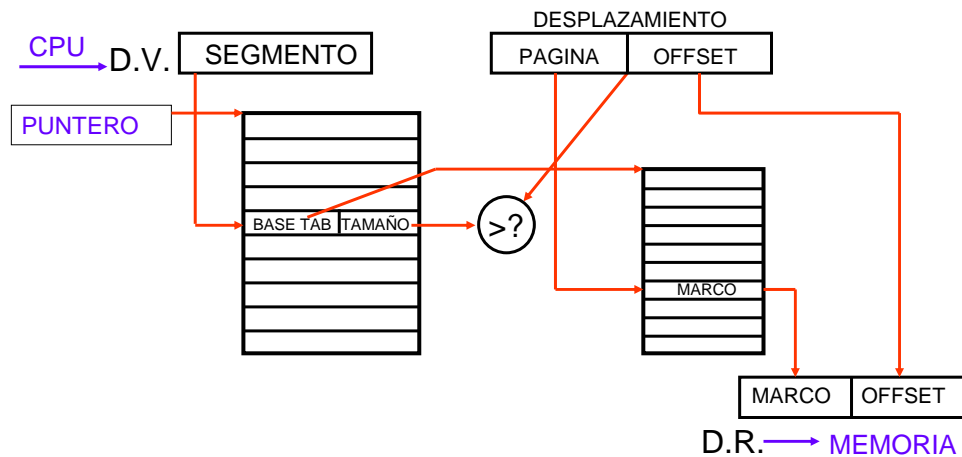 DESPLAZAMIENTO
CPU
D.V.
SEGMENTO
PAGINA
OFFSET
PUNTERO
BASE TAB
TAMAÑO
>?
MARCO
MARCO
OFFSET
D.R.
MEMORIA